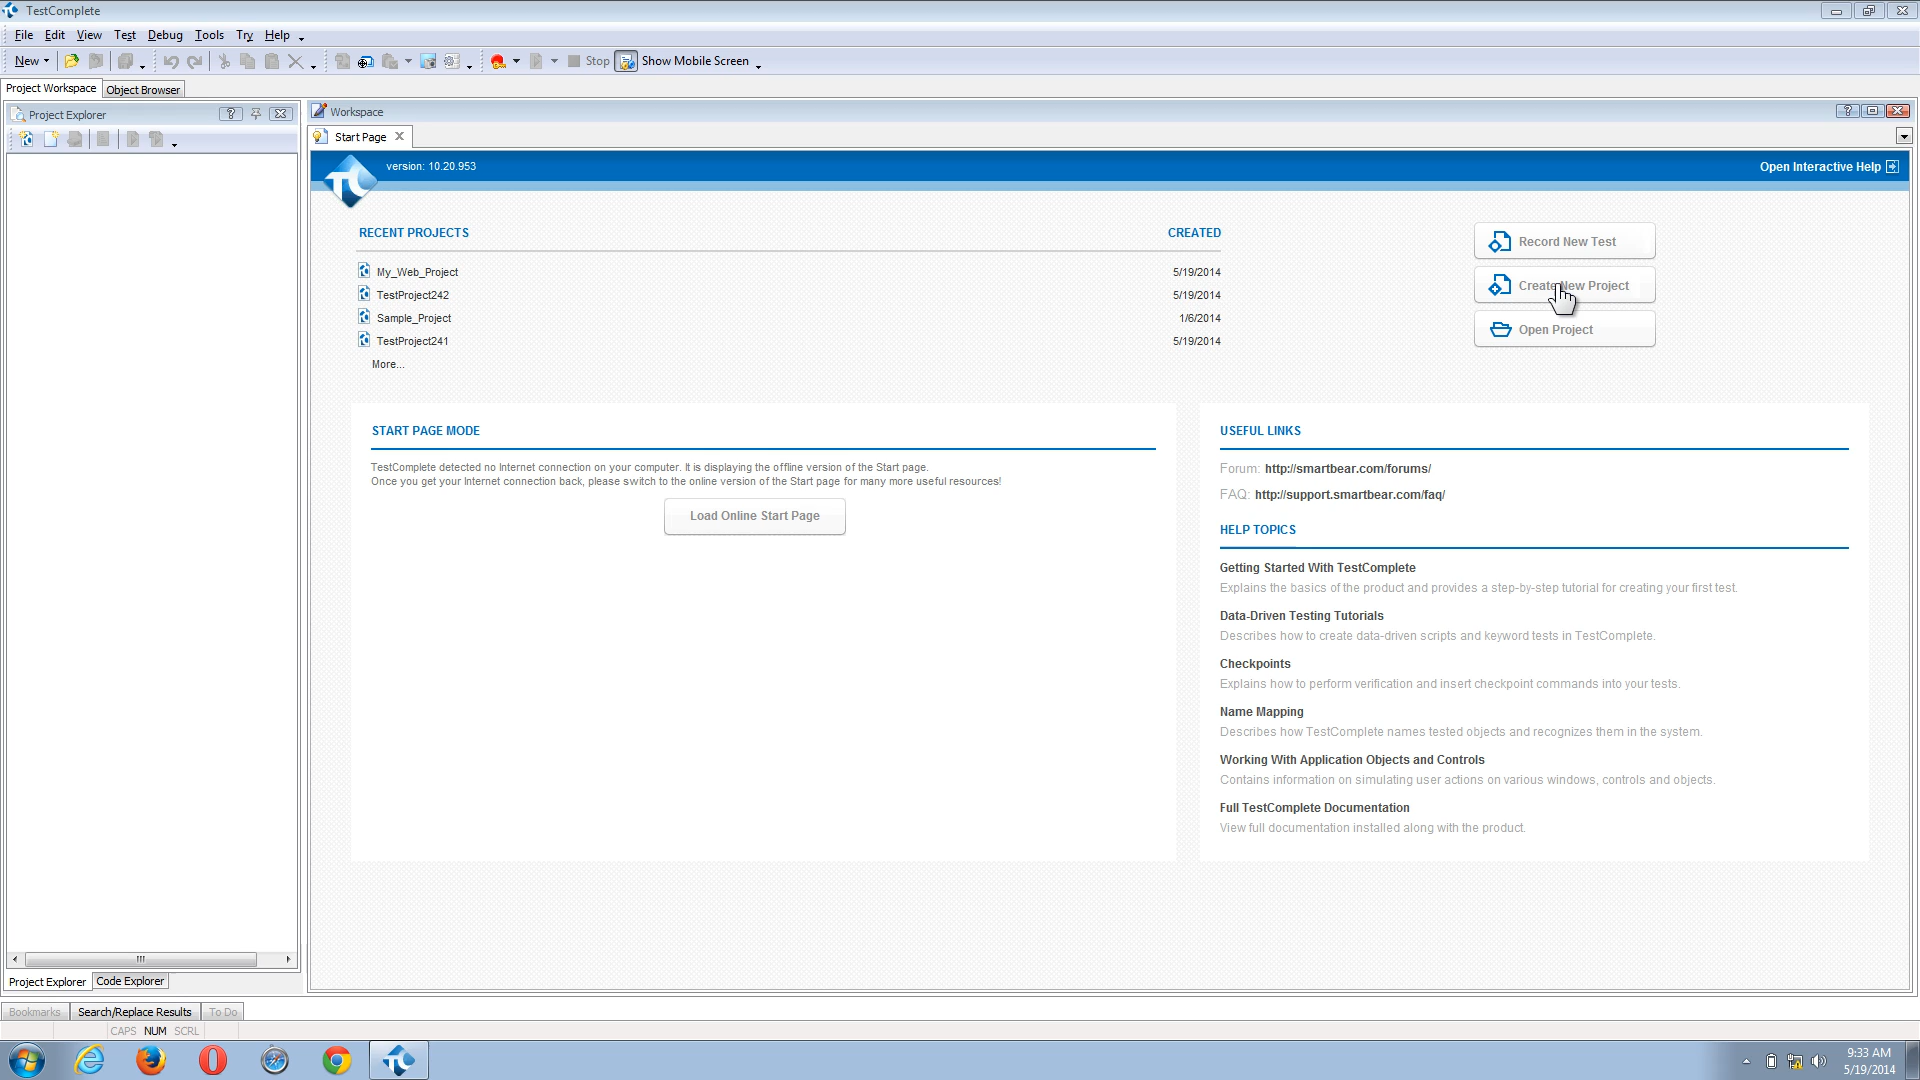 TestComplete
File Edit View Test Debug Tools Try Help
New Stop Show Mobile Screen
Project Workspace Object Browser
Project Explorer
Workspace
Start Page
version: 10.20.953
Open Interactive Help
RECENT PROJECTS CREATED
My_Web_Project 5/19/2014
TestProject242 5/19/2014
Sample_Project 1/6/2014
TestProject241 5/19/2014
More...
Record New Test
Create New Project
Open Project
START PAGE MODE
TestComplete detected no Internet connection on your computer. It is displaying the offline version of the Start page.
Once you get your Internet connection back, please switch to the online version of the Start page for many more useful resources!
Load Online Start Page
USEFUL LINKS
Forum: http://smartbear.com/forums/
FAQ: http://support.smartbear.com/faq/
HELP TOPICS
Getting Started With TestComplete
Explains the basics of the product and provides a step-by-step tutorial for creating your first test.
Data-Driven Testing Tutorials
Describes how to create data-driven scripts and keyword tests in TestComplete.
Checkpoints
Explains how to perform verification and insert checkpoint commands into your tests.
Name Mapping
Describes how TestComplete names tested objects and recognizes them in the system.
Working With Application Objects and Controls
Contains information on simulating user actions on various windows, controls and objects.
Full TestComplete Documentation
View full documentation installed along with the product.
Project Explorer Code Explorer
Bookmarks Search/Replace Results To Do
CAPS NUM SCRL
9:33 AM
5/19/2014